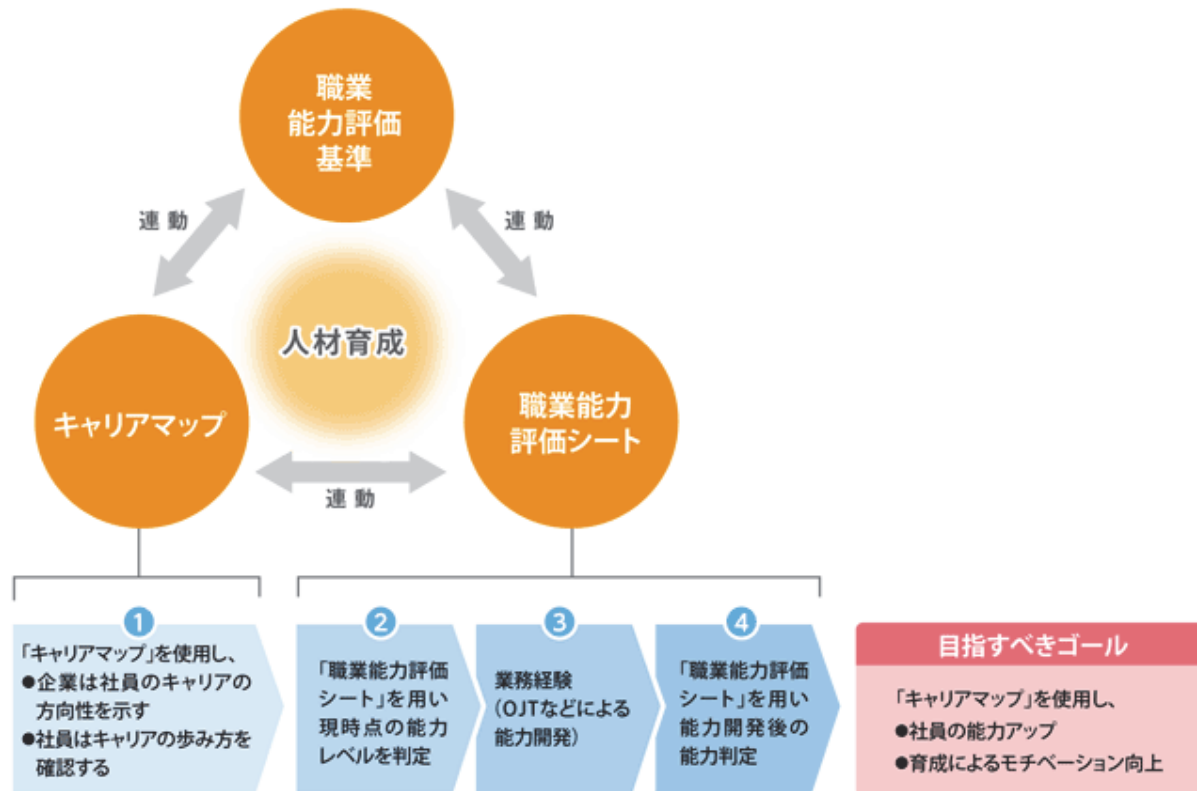 職業
能力評価
基準
連動
連動
人材育成
キャリアマップ
職業能力
評価シート
連動
1
「キャリアマップ」を使用し、
●企業は社員のキャリアの
方向性を示す
●社員はキャリアの歩み方を
確認する
2
「職業能力評価
シート」を用い
現時点の能力
レベルを判定
3
業務経験
（OJTなどによる
能力開発）
4
「職業能力評価
シート」を用い
能力開発後の
能力判定
目指すべきゴール
「キャリアマップ」を使用し、
●社員の能力アップ
●育成によるモチベーション向上